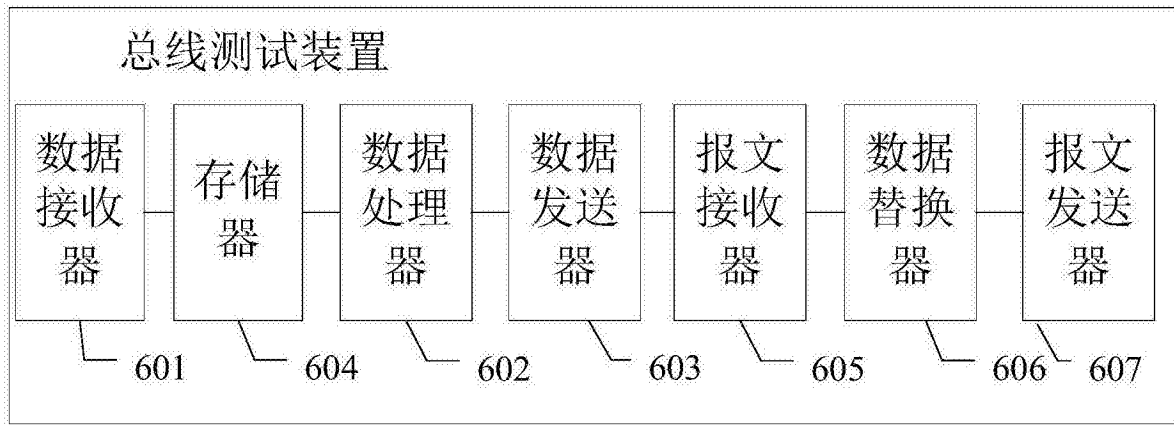 总线测试装置
数据
接收
器
存储
器
数据
处理
器
数据
发送
器
报文
接收
器
数据
替换
器
报文
发送
器
601
604
602
603
605
606
607